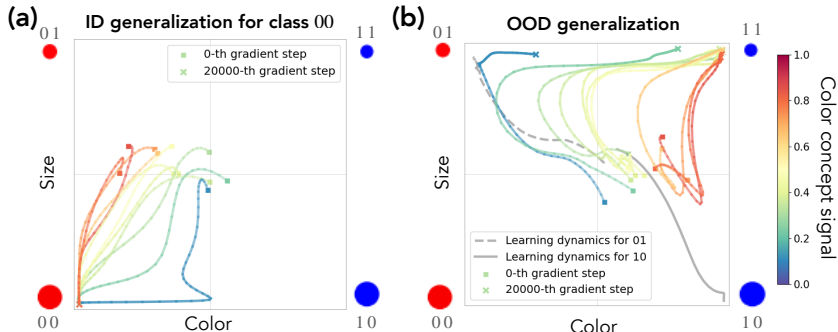 (a)
ID generalization for class 00
01
11
0-th gradient step
20000-th gradient step
Size
00
Color
10
(b)
OOD generalization
01
11
Size
Learning dynamics for 01
Learning dynamics for 10
0-th gradient step
20000-th gradient step
00
Color
10
1.0
0.8
0.6
0.4
0.2
0.0
Color concept signal